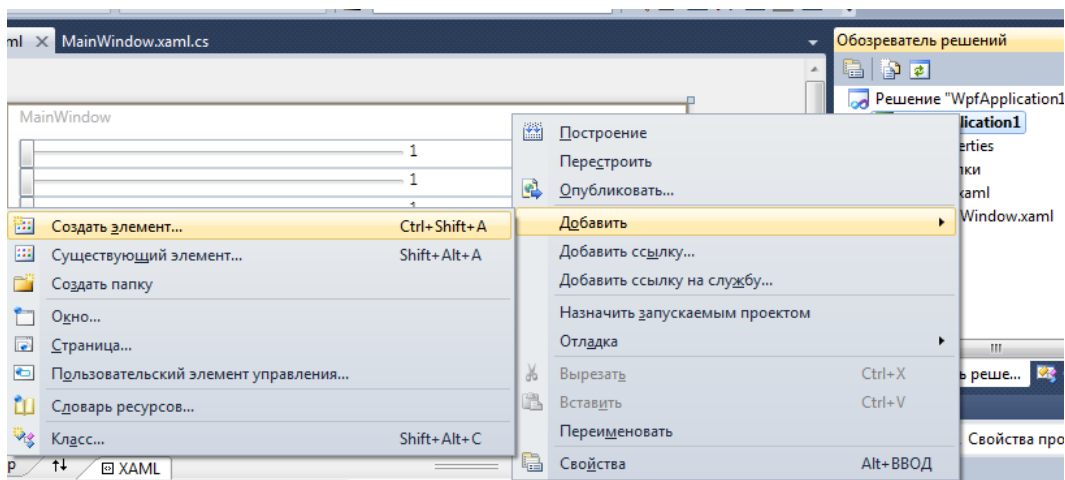 ml × MainWindow.xaml.cs
Обозреватель решений
Решение "WpfApplication1
lication1
erties
лки
xaml
Window.xaml
MainWindow
1
1
1
Построение
Перестроить
Опубликовать...
Добавить
Добавить ссылку...
Добавить ссылку на службу...
Назначить запускаемым проектом
Отладка
Вырезать Ctrl+X
Вставить Ctrl+V
Переименовать
Свойства Alt+ВВОД
Создать элемент... Ctrl+Shift+A
Существующий элемент... Shift+Alt+A
Создать папку
Окно...
Страница...
Пользовательский элемент управления...
Словарь ресурсов...
Класс... Shift+Alt+C
ь реше...
Свойства про
р XAML